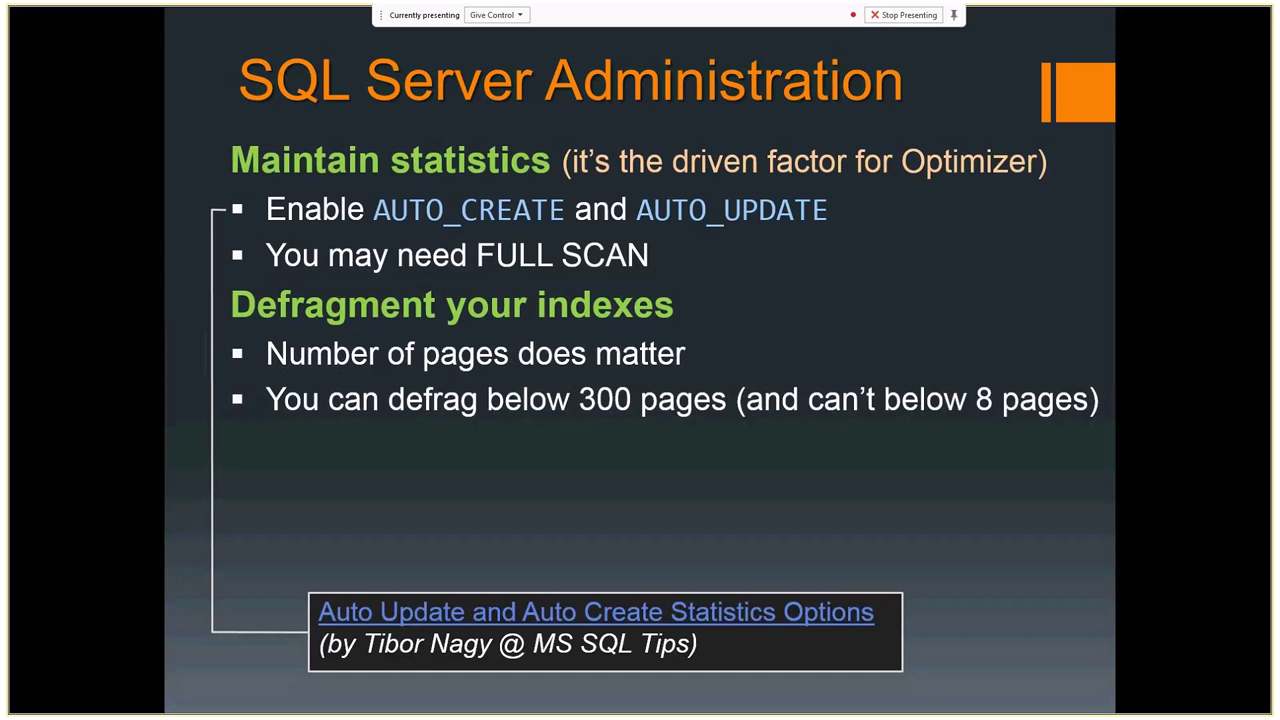 Currently presenting Give Control Stop Presenting
SQL Server Administration
Maintain statistics (it's the driven factor for Optimizer)
▪ Enable AUTO_CREATE and AUTO_UPDATE
▪ You may need FULL SCAN
Defragment your indexes
▪ Number of pages does matter
▪ You can defrag below 300 pages (and can't below 8 pages)
Auto Update and Auto Create Statistics Options
(by Tibor Nagy @ MS SQL Tips)